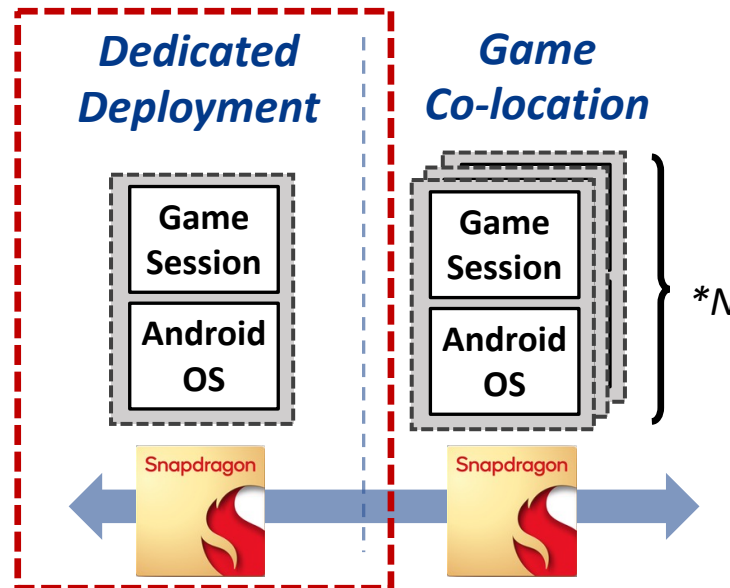 Dedicated
Deployment
Game
Co-location
Game
Session
Android
OS
Game
Session
Android
OS
*N
Snapdragon
Snapdragon